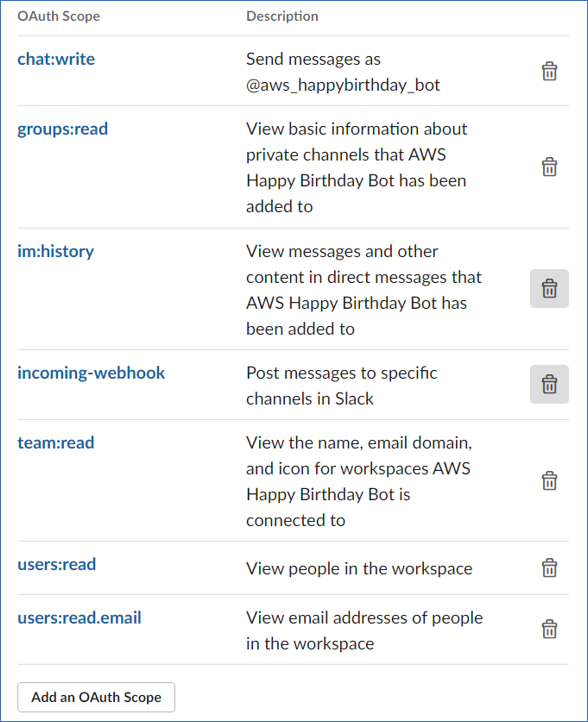 OAuth Scope Description
chat:write Send messages as
@aws_happybirthday_bot
groups:read View basic information about
private channels that AWS
Happy Birthday Bot has been
added to
im:history View messages and other
content in direct messages that
AWS Happy Birthday Bot has
been added to
incoming-webhook Post messages to specific
channels in Slack
team:read View the name, email domain,
and icon for workspaces AWS
Happy Birthday Bot is
connected to
users:read View people in the workspace
users:read.email View email addresses of people
in the workspace
Add an OAuth Scope